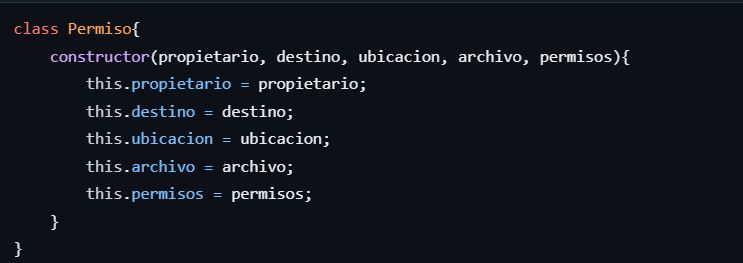 class Permiso{
    constructor(propietario, destino, ubicacion, archivo, permisos){
        this.propietario = propietario;
        this.destino = destino;
        this.ubicacion = ubicacion;
        this.archivo = archivo;
        this.permisos = permisos;
    }
}